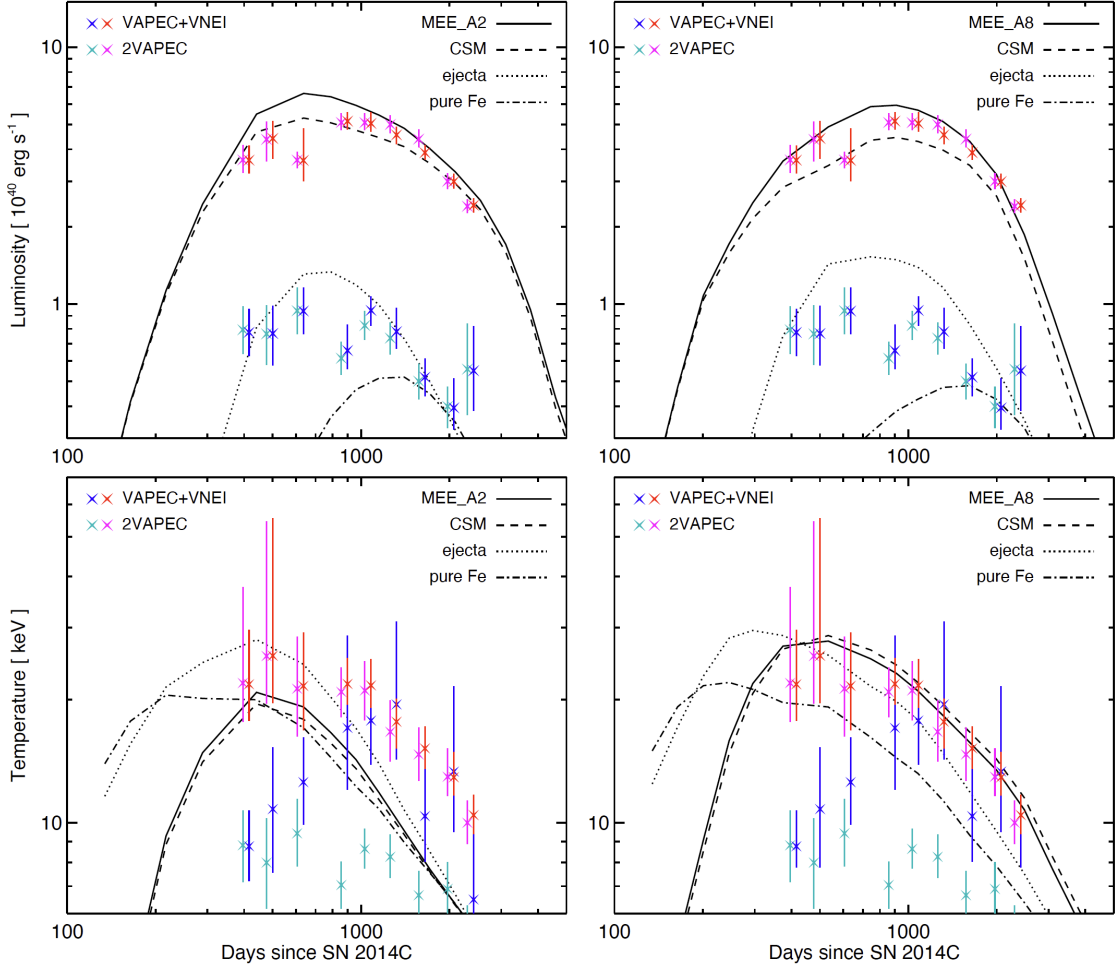 VAPEC+VNEI MEE_A2
2VAPEC CSM
ejecta
pure Fe
10
1
Luminosity [ 10^40 erg s^-1 ]
100 1000
VAPEC+VNEI MEE_A8
2VAPEC CSM
ejecta
pure Fe
10
1
100 1000
VAPEC+VNEI MEE_A2
2VAPEC CSM
ejecta
pure Fe
10
Temperature [ keV ]
100 1000
Days since SN 2014C
VAPEC+VNEI MEE_A8
2VAPEC CSM
ejecta
pure Fe
10
100 1000
Days since SN 2014C